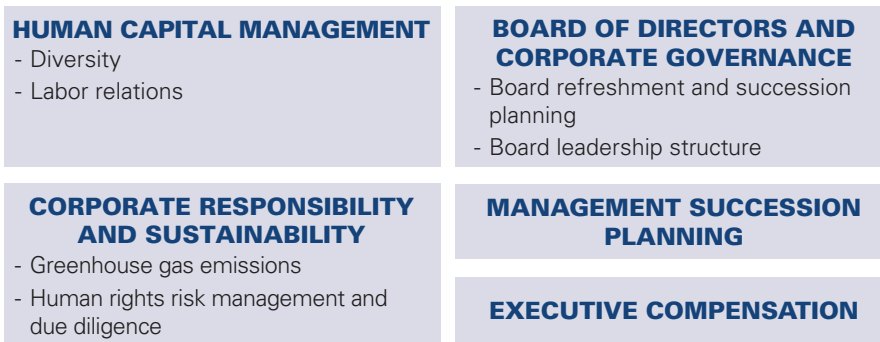 HUMAN CAPITAL MANAGEMENT
- Diversity
- Labor relations
BOARD OF DIRECTORS AND
CORPORATE GOVERNANCE
- Board refreshment and succession
planning
- Board leadership structure
CORPORATE RESPONSIBILITY
AND SUSTAINABILITY
- Greenhouse gas emissions
- Human rights risk management and
due diligence
MANAGEMENT SUCCESSION
PLANNING
EXECUTIVE COMPENSATION